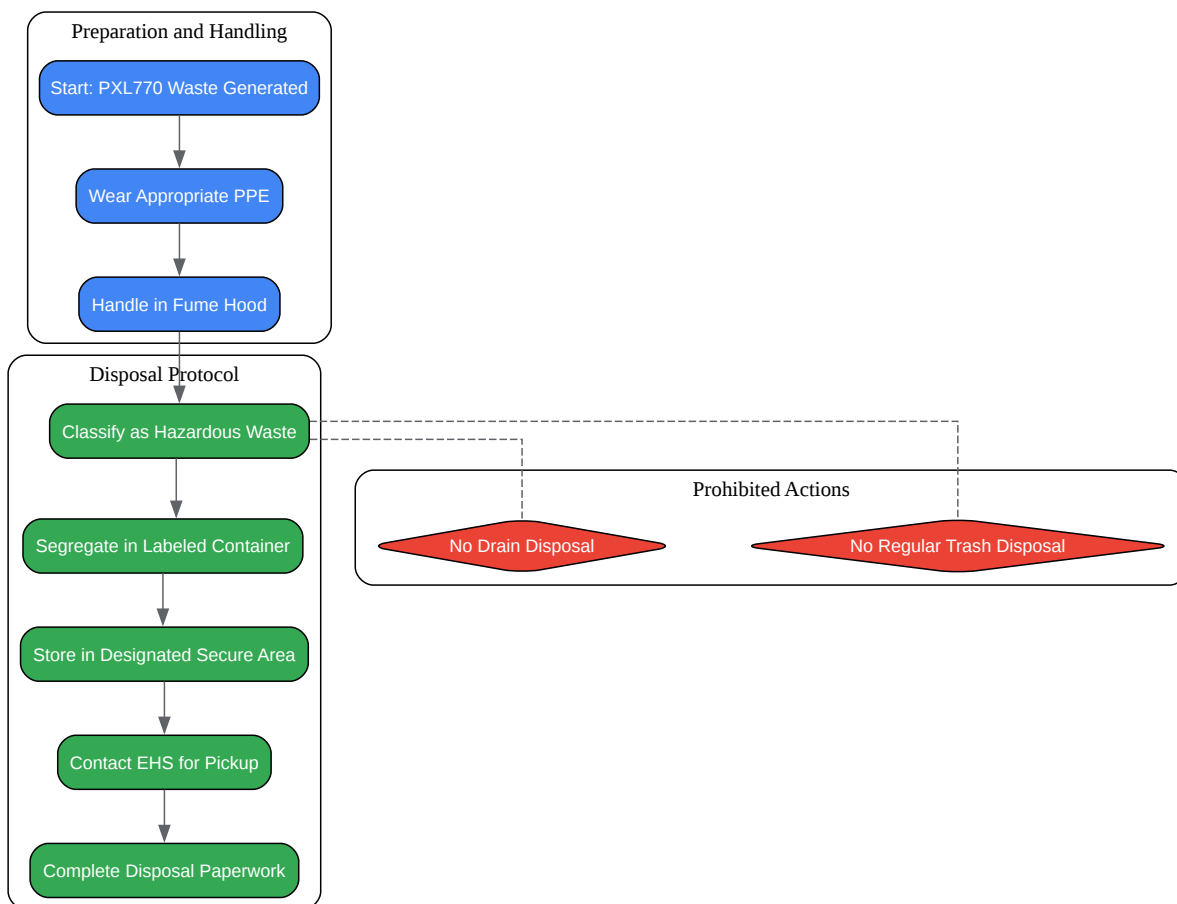 Preparation and Handling
Start: PXL770 Waste Generated
Wear Appropriate PPE
Handle in Fume Hood
Disposal Protocol
Classify as Hazardous Waste
Segregate in Labeled Container
Store in Designated Secure Area
Contact EHS for Pickup
Complete Disposal Paperwork
Prohibited Actions
No Drain Disposal
No Regular Trash Disposal